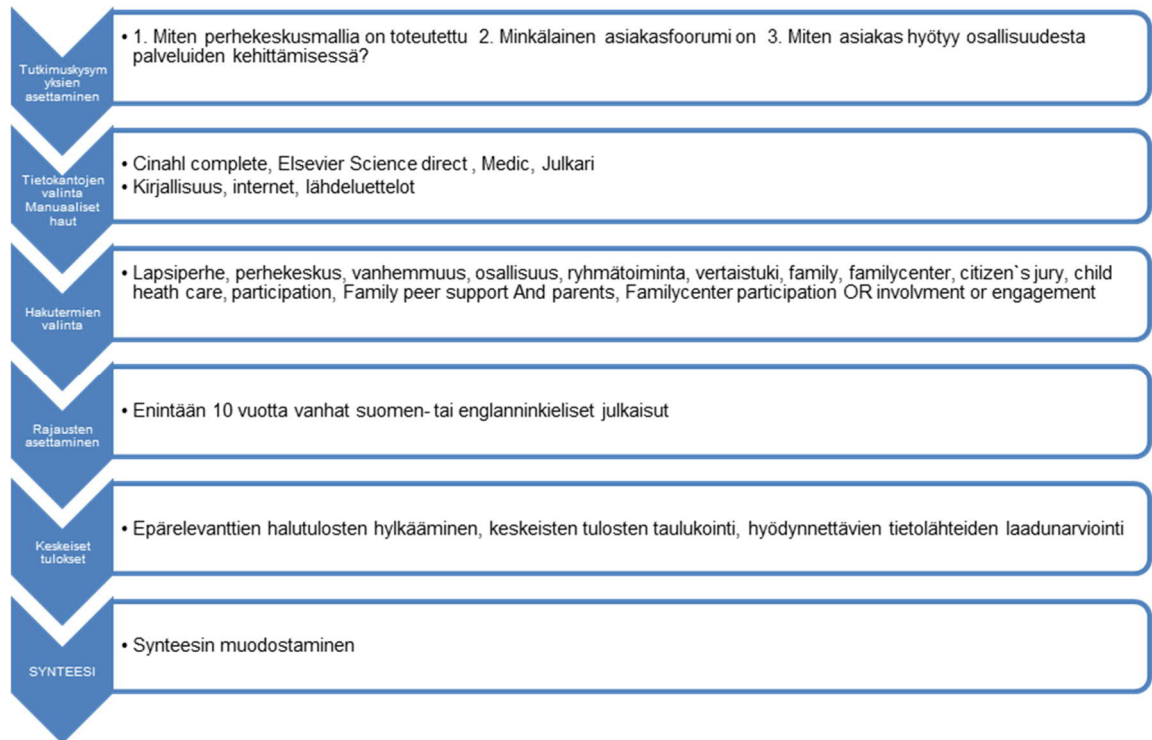 Tutkimuskysym
yksien
asettaminen
• 1. Miten perhekeskusmallia on toteutettu 2. Minkälainen asiakasfoorumi on 3. Miten asiakas hyötyy osallisuudesta
palveluiden kehittämisessä?
Tietokantojen
valinta
Manuaaliset
haut
• Cinahl complete, Elsevier Science direct , Medic, Julkari
• Kirjallisuus, internet, lähdeluettelot
Hakutermien
valinta
• Lapsiperhe, perhekeskus, vanhemmuus, osallisuus, ryhmätoiminta, vertaistuki, family, familycenter, citizen`s jury, child
heath care, participation, Family peer support And parents, Familycenter participation OR involvment or engagement
Rajausten
asettaminen
• Enintään 10 vuotta vanhat suomen- tai englanninkieliset julkaisut
Keskeiset
tulokset
• Epärelevanttien halutulosten hylkääminen, keskeisten tulosten taulukointi, hyödynnettävien tietolähteiden laadunarviointi
SYNTEESI
• Synteesin muodostaminen